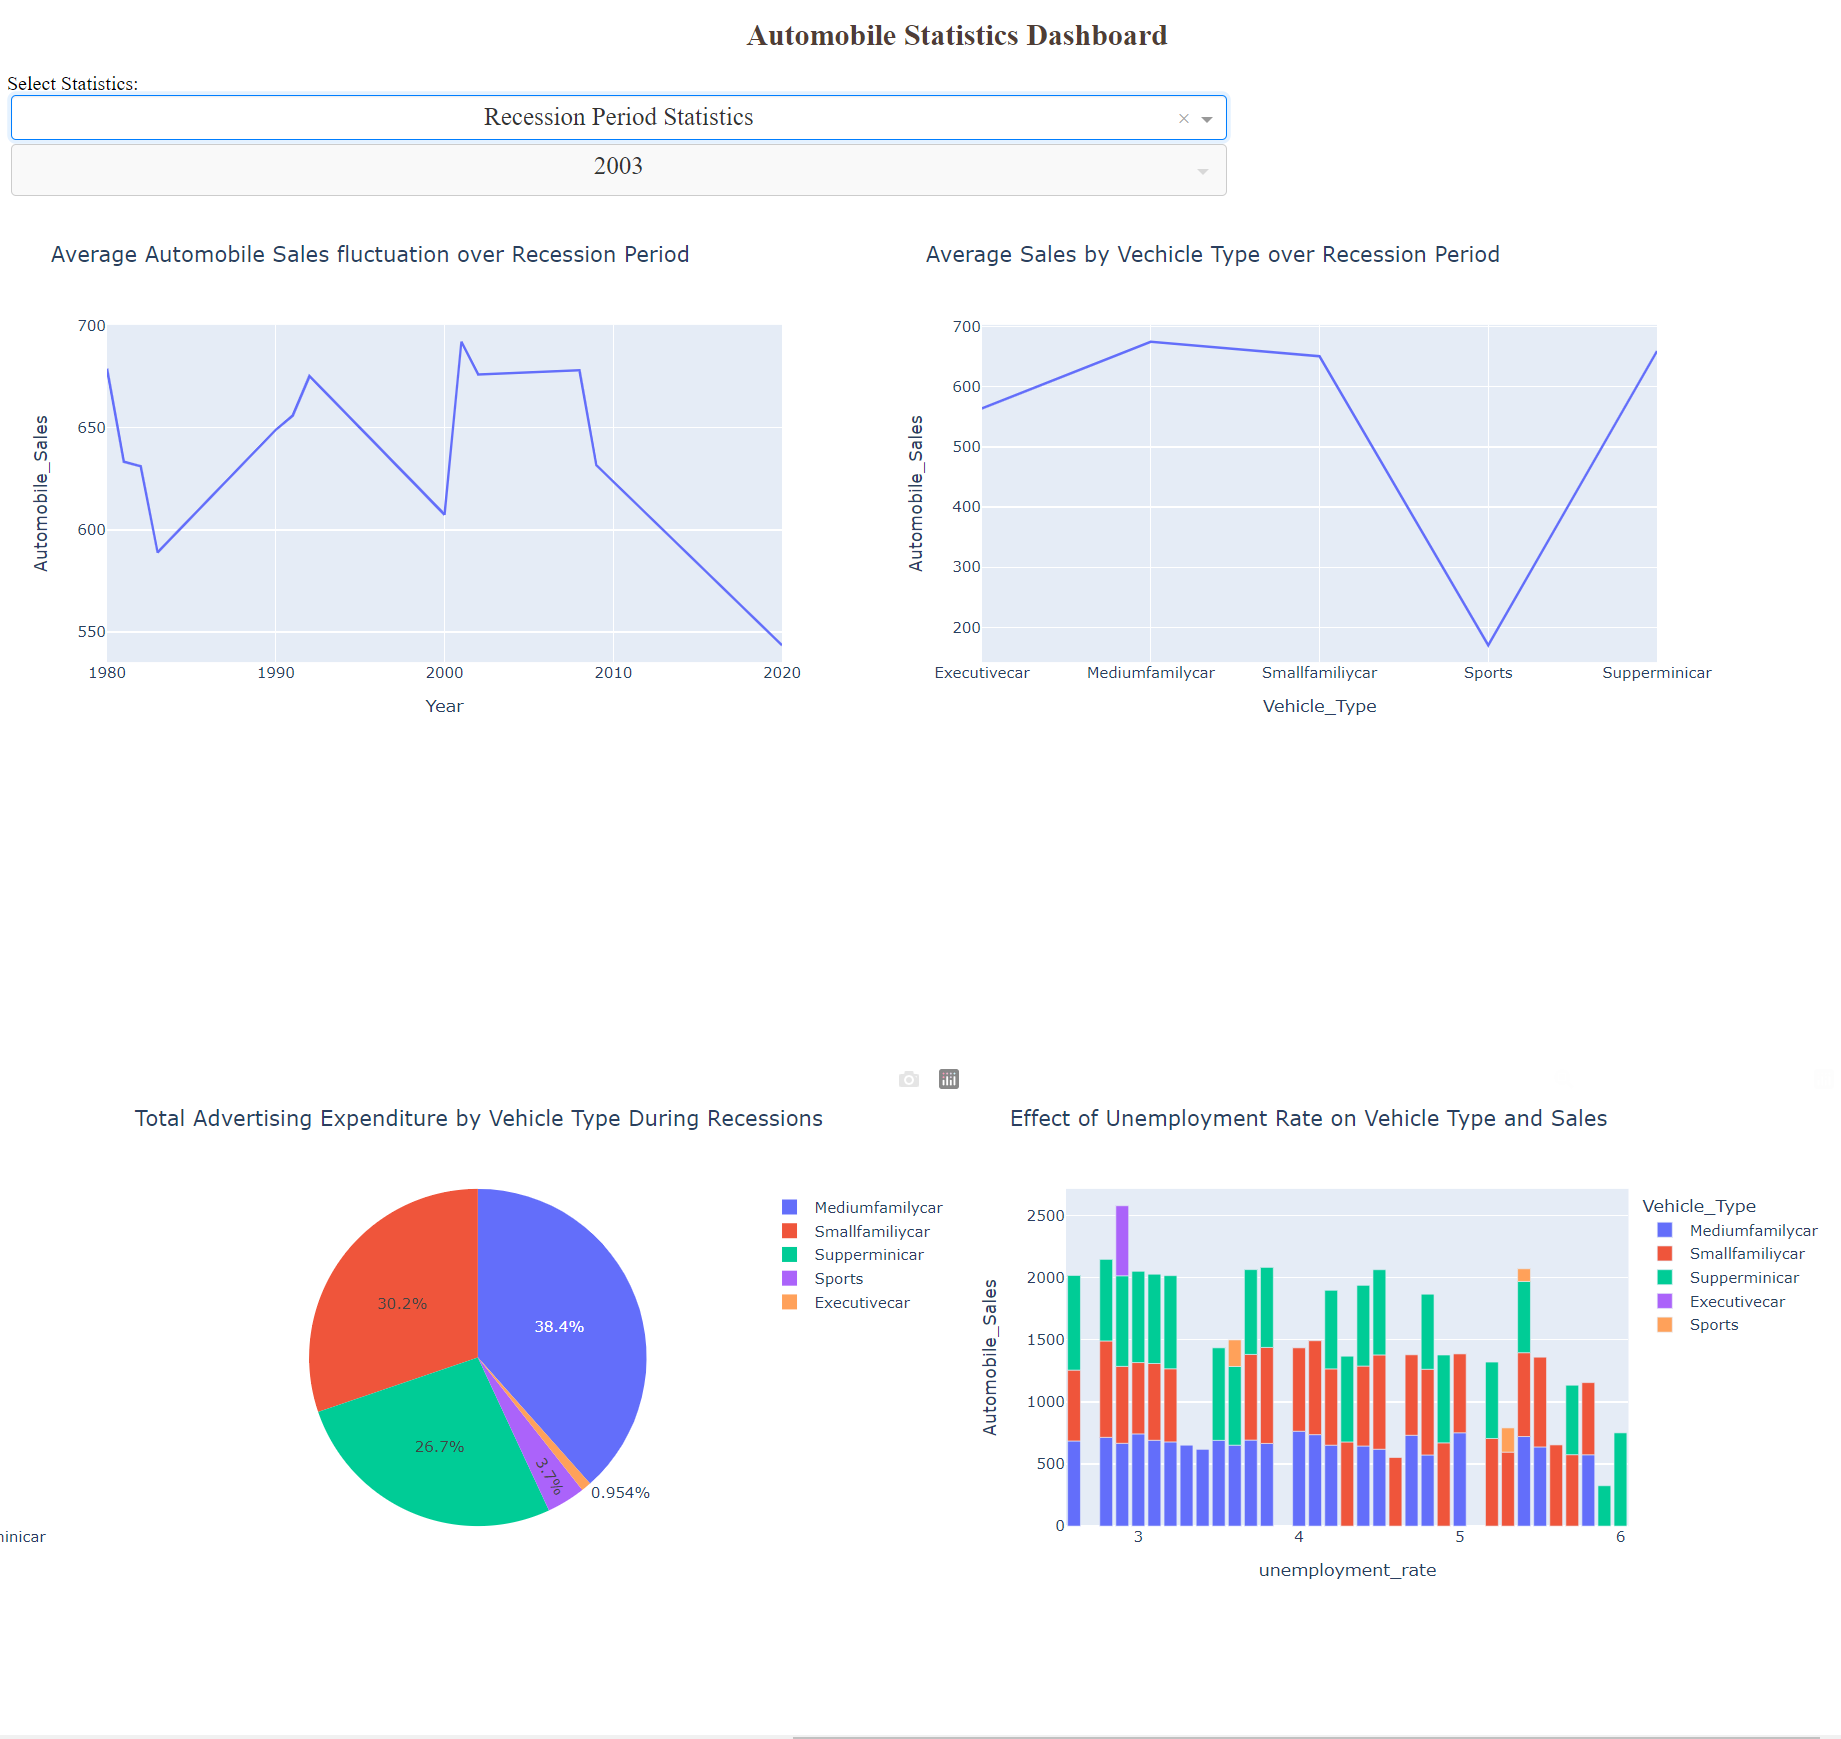 Automobile Statistics Dashboard
Select Statistics:
Recession Period Statistics
2003
Average Automobile Sales fluctuation over Recession Period
700
650
600
550
Automobile_Sales
1980 1990 2000 2010 2020
Year
Average Sales by Vechicle Type over Recession Period
700
600
500
400
300
200
Automobile_Sales
Executivecar Mediumfamilycar Smallfamiliycar Sports Supperminicar
Vehicle_Type
Total Advertising Expenditure by Vehicle Type During Recessions
38.4%
30.2%
26.7%
3.7%
0.954%
Mediumfamilycar
Smallfamiliycar
Supperminicar
Sports
Executivecar
inicar
Effect of Unemployment Rate on Vehicle Type and Sales
2500
2000
1500
1000
500
0
Automobile_Sales
3 4 5 6
unemployment_rate
Vehicle_Type
Mediumfamilycar
Smallfamiliycar
Supperminicar
Executivecar
Sports